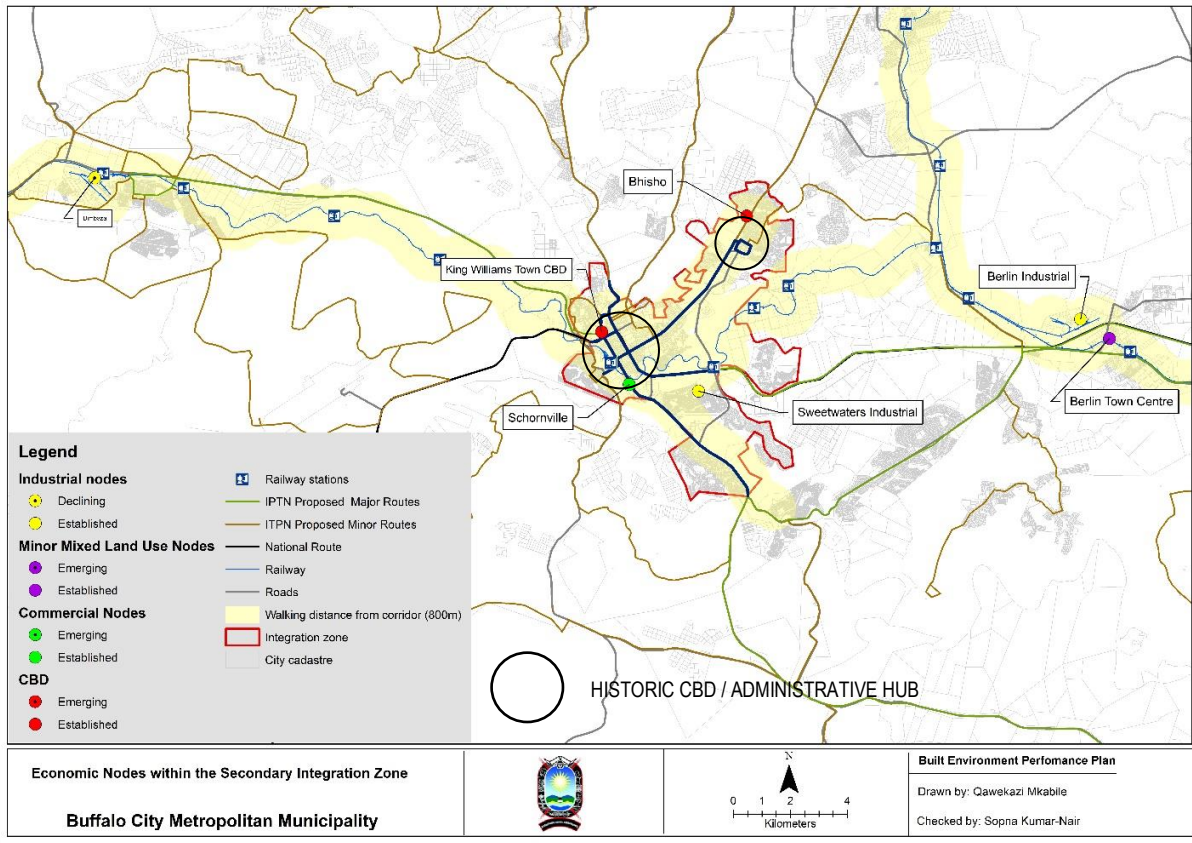 Bhisho
Dimbaza
King Williams Town CBD
Berlin Industrial
Berlin Town Centre
Sweetwaters Industrial
Schornville
Legend
Industrial nodes
Declining
Established
Minor Mixed Land Use Nodes
Emerging
Established
Commercial Nodes
Emerging
Established
CBD
Emerging
Established
Railway stations
IPTN Proposed Major Routes
ITPN Proposed Minor Routes
National Route
Railway
Roads
Walking distance from corridor (800m)
Integration zone
City cadastre
HISTORIC CBD / ADMINISTRATIVE HUB
Economic Nodes within the Secondary Integration Zone
Buffalo City Metropolitan Municipality
N
0 1 2 4
Kilometers
Built Environment Perfomance Plan
Drawn by: Qawekazi Mkabile
Checked by: Sopna Kumar-Nair